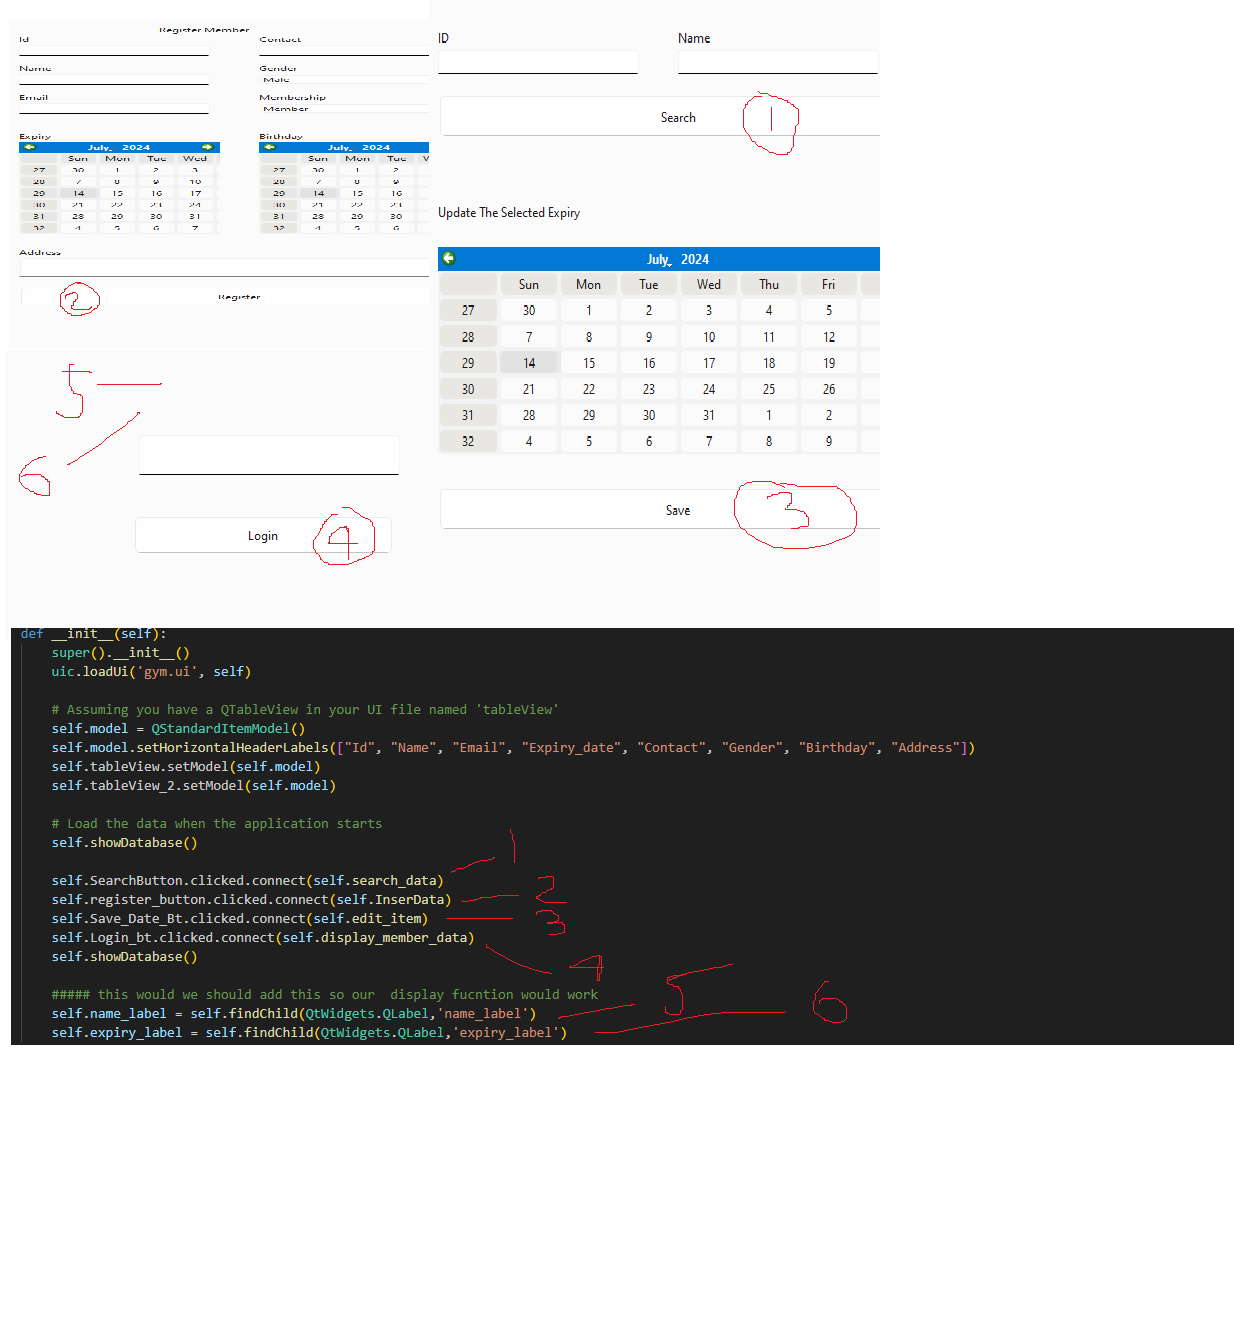 Register Member
Id
Contact
Name
Gender
Male
Email
Membership
Member
Expiry
Birthday
July, 2024
Sun Mon Tue Wed
27 30 1 2 3
28 7 8 9 10
29 14 15 16 17
30 21 22 23 24
31 28 29 30 31
32 4 5 6 7
July, 2024
Sun Mon Tue
27 30 1 2
28 7 8 9
29 14 15 16
30 21 22 23
31 28 29 30
32 4 5 6
Address
Register
2
5
6
Login
4
ID
Name
Search
1
Update The Selected Expiry
July, 2024
Sun Mon Tue Wed Thu Fri
27 30 1 2 3 4 5
28 7 8 9 10 11 12
29 14 15 16 17 18 19
30 21 22 23 24 25 26
31 28 29 30 31 1 2
32 4 5 6 7 8 9
Save
3
def __init__(self):
super().__init__()
uic.loadUi('gym.ui', self)
# Assuming you have a QTableView in your UI file named 'tableView'
self.model = QStandardItemModel()
self.model.setHorizontalHeaderLabels(["Id", "Name", "Email", "Expiry_date", "Contact", "Gender", "Birthday", "Address"])
self.tableView.setModel(self.model)
self.tableView_2.setModel(self.model)
# Load the data when the application starts
self.showDatabase()
1
self.SearchButton.clicked.connect(self.search_data)
self.register_button.clicked.connect(self.InserData)
2
self.Save_Date_Bt.clicked.connect(self.edit_item)
3
self.Login_bt.clicked.connect(self.display_member_data)
self.showDatabase()
4
##### this would we should add this so our  display fucntion would work
self.name_label = self.findChild(QtWidgets.QLabel,'name_label')
5
6
self.expiry_label = self.findChild(QtWidgets.QLabel,'expiry_label')